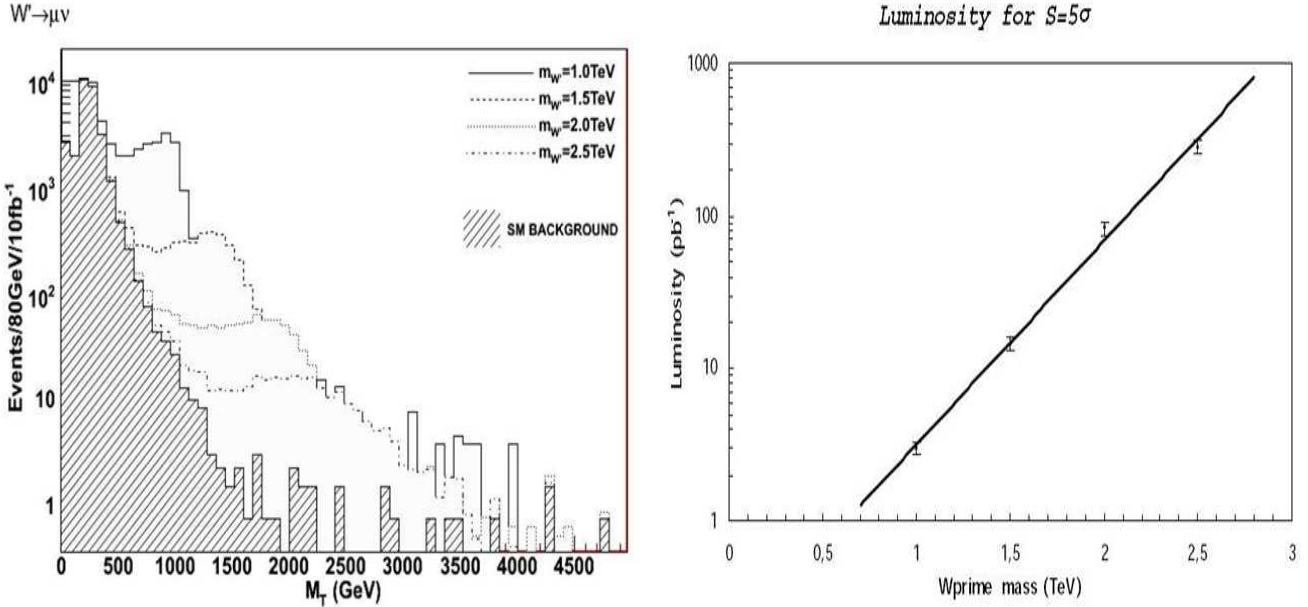 W'→μν
Events/80GeV/10fb⁻¹
10⁴
10³
10²
10
1
m_W'=1.0TeV
m_W'=1.5TeV
m_W'=2.0TeV
m_W'=2.5TeV
SM BACKGROUND
0 500 1000 1500 2000 2500 3000 3500 4000 4500
M_T (GeV)
Luminosity for S=5σ
Luminosity (pb⁻¹)
1000
100
10
1
0 0,5 1 1,5 2 2,5 3
Wprime mass (TeV)